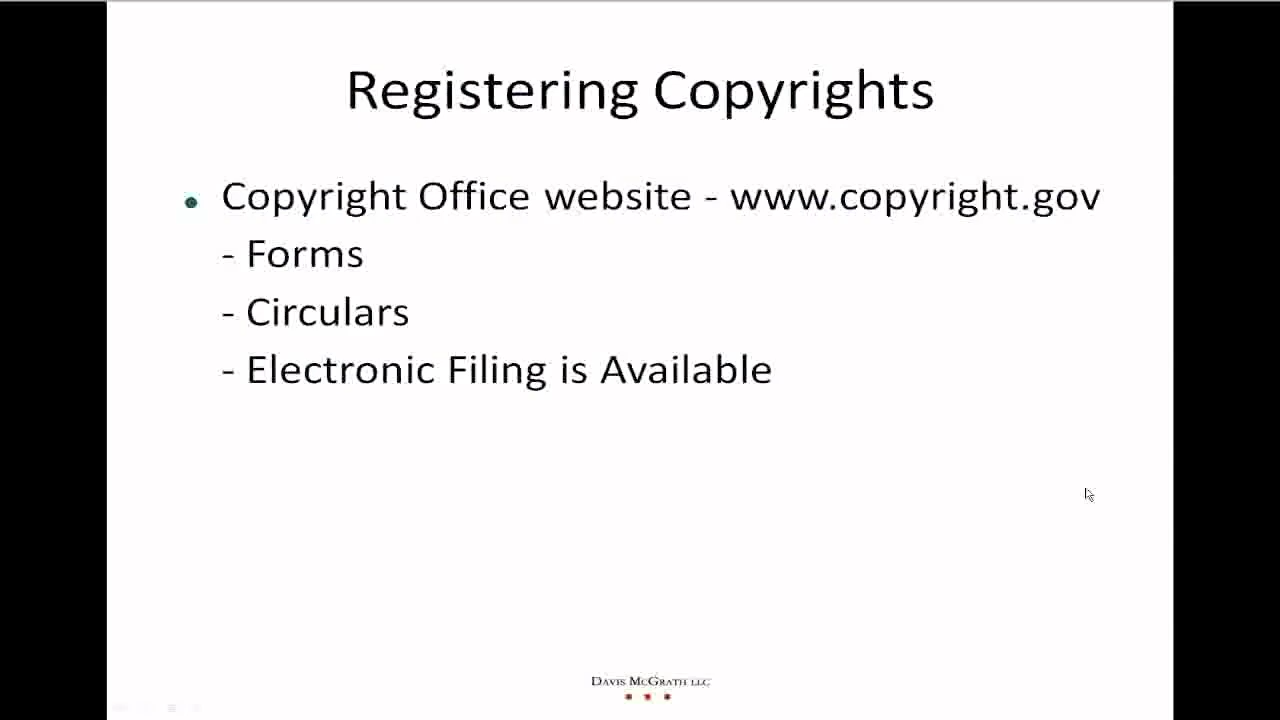 Registering Copyrights
• Copyright Office website - www.copyright.gov
- Forms
- Circulars
- Electronic Filing is Available
DAVIS MCGRATH LLC